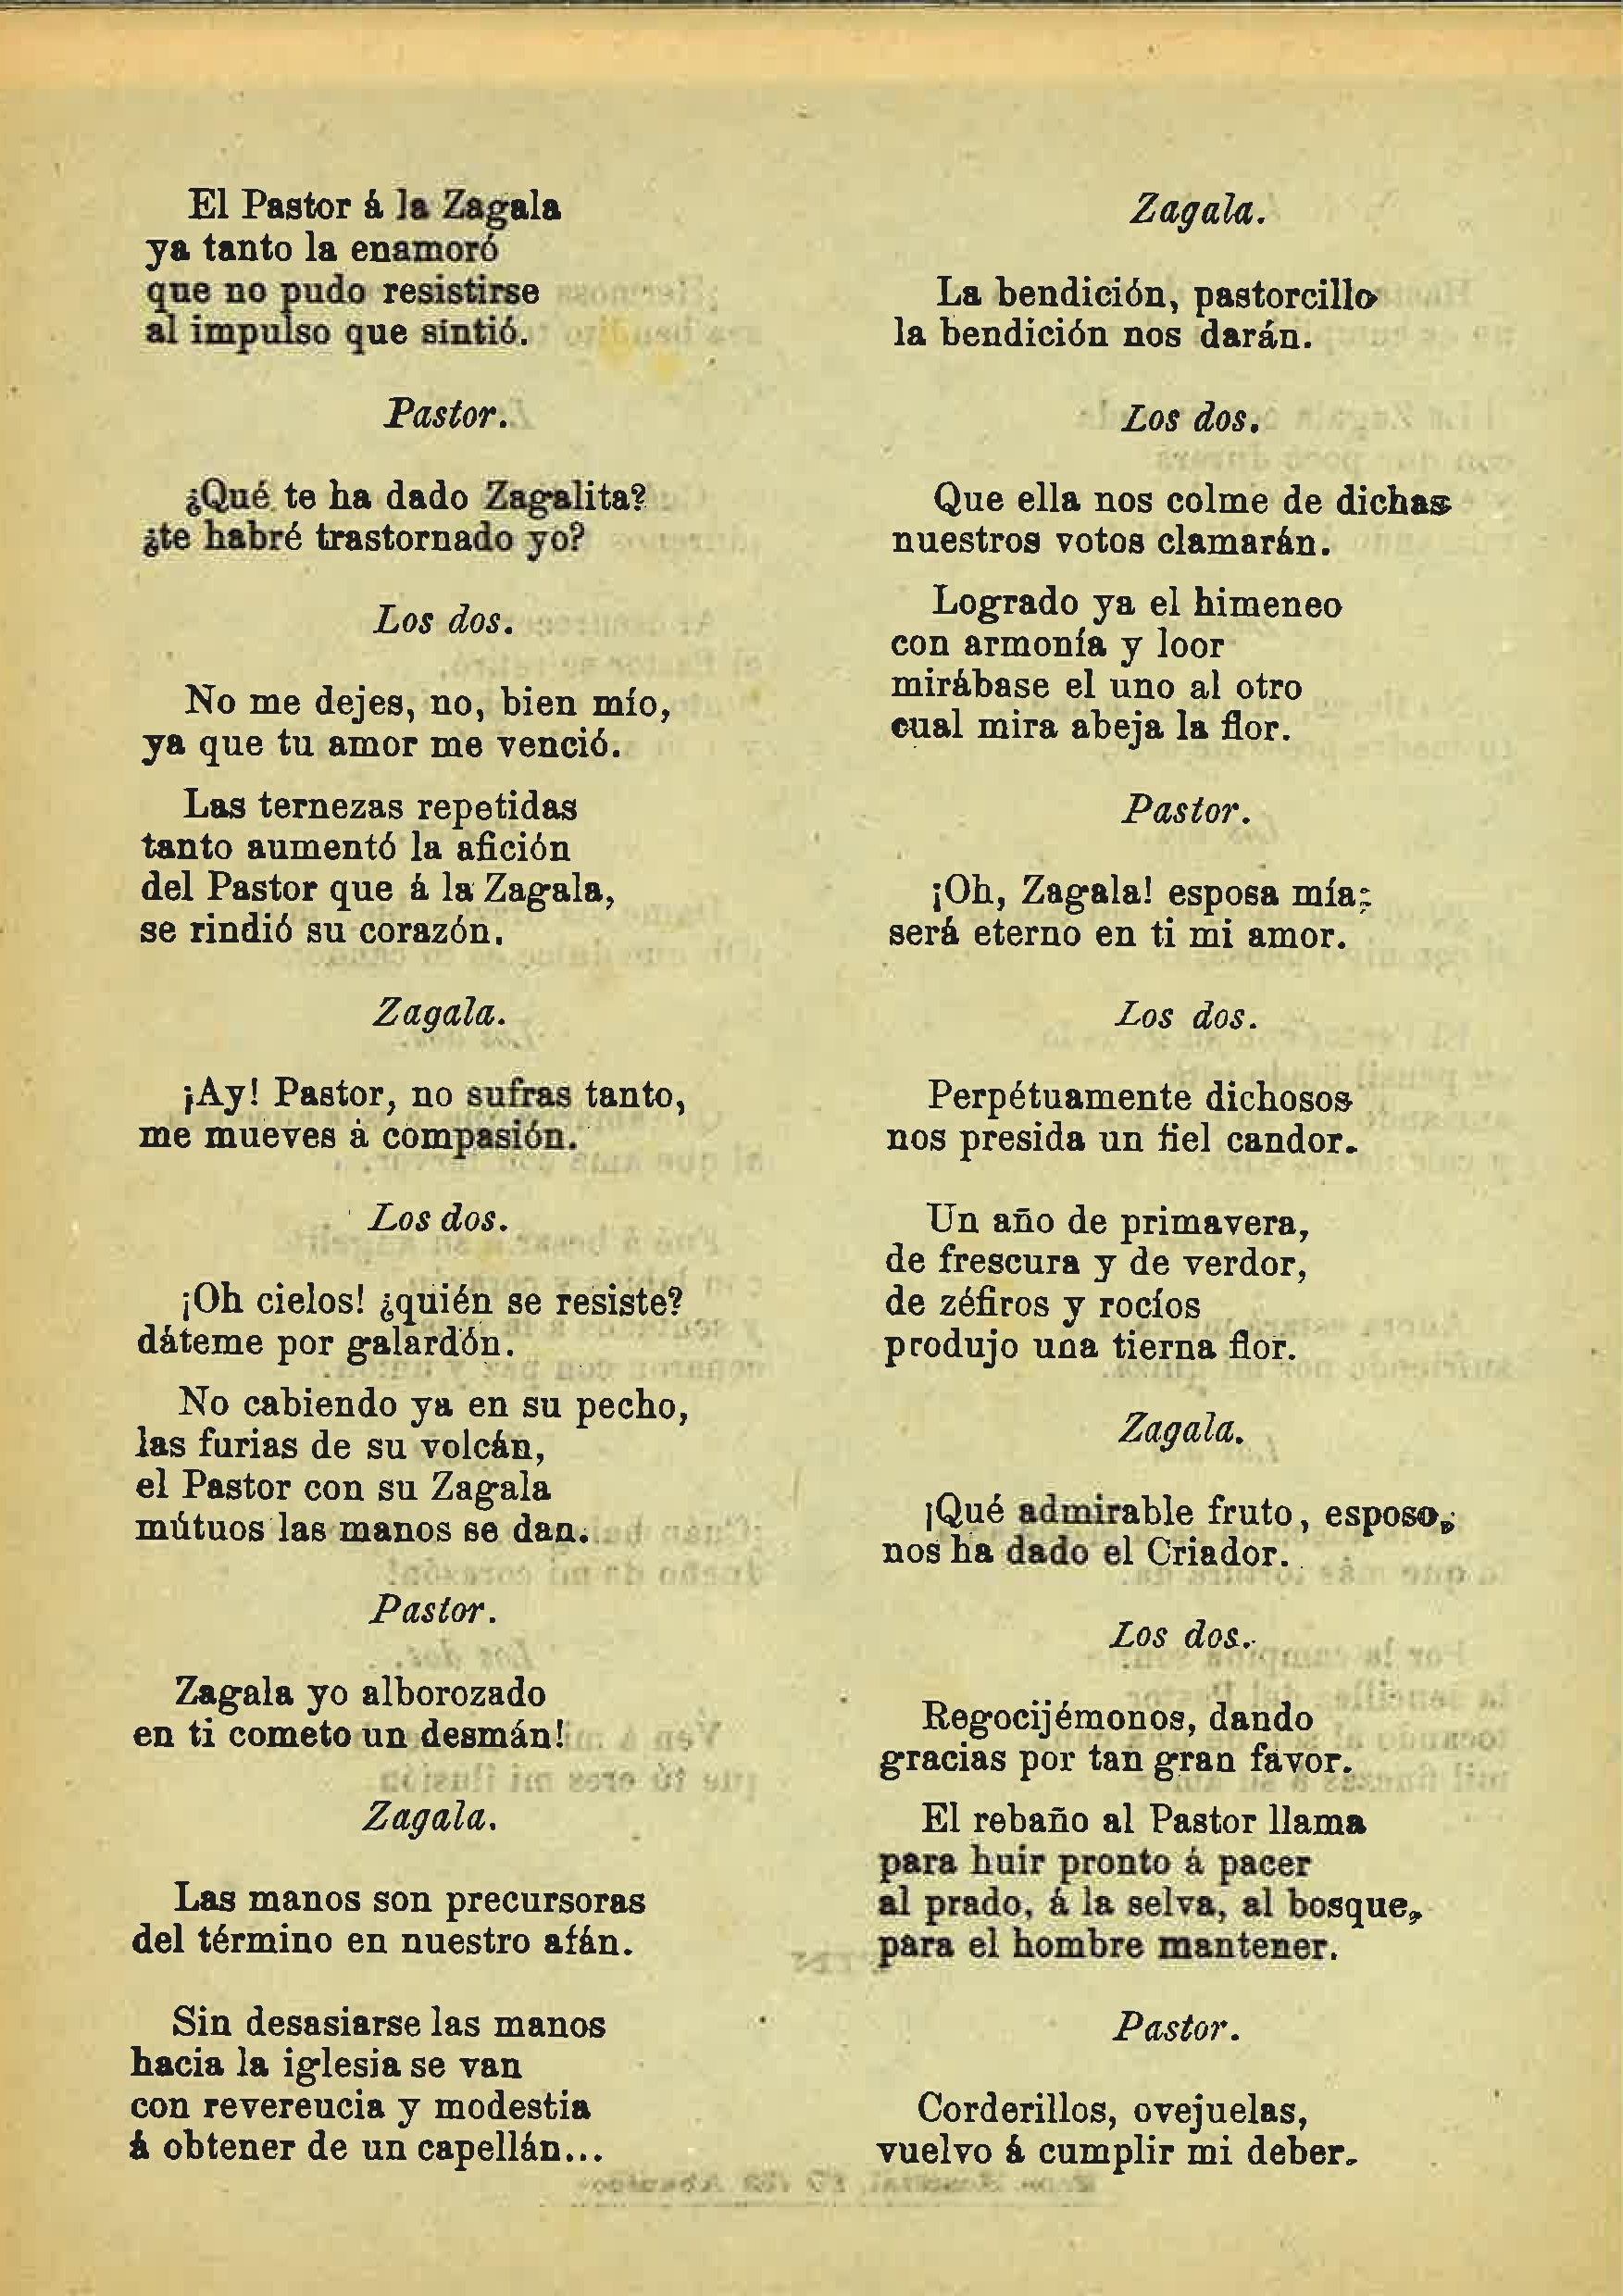 El Pastor á la Zagala
ya tanto la enamoró
que no pudo resistirse
al impulso que sintió.
Pastor.
¿Qué te ha dado Zagalita?
¿te habré trastornado yo?
Los dos.
No me dejes, no, bien mío,
ya que tu amor me venció.
Las ternezas repetidas
tanto aumentó la afición
del Pastor que á la Zagala,
se rindió su corazón.
Zagala.
¡Ay! Pastor, no sufras tanto,
me mueves á compasión.
Los dos.
¡Oh cielos! ¿quién se resiste?
dáteme por galardón.
No cabiendo ya en su pecho,
las furias de su volcán,
el Pastor con su Zagala
mútuos las manos se dan.
Pastor.
Zagala yo alborozado
en ti cometo un desmán!
Zagala.
Las manos son precursoras
del término en nuestro afán.
Sin desasiarse las manos
hacia la iglesia se van
con revereucia y modestia
á obtener de un capellán...
Zagala.
La bendición, pastorcillo
la bendición nos darán.
Los dos.
Que ella nos colme de dichas
nuestros votos clamarán.
Logrado ya el himeneo
con armonía y loor
mirábase el uno al otro
cual mira abeja la flor.
Pastor.
¡Oh, Zagala! esposa mía;
será eterno en ti mi amor.
Los dos.
Perpétuamente dichosos
nos presida un fiel candor.
Un año de primavera,
de frescura y de verdor,
de zéfiros y rocíos
produjo una tierna flor.
Zagala.
¡Qué admirable fruto, esposo,
nos ha dado el Criador.
Los dos.
Regocijémonos, dando
gracias por tan gran favor.
El rebaño al Pastor llama
para huir pronto á pacer
al prado, á la selva, al bosque,
para el hombre mantener.
Pastor.
Corderillos, ovejuelas,
vuelvo á cumplir mi deber.